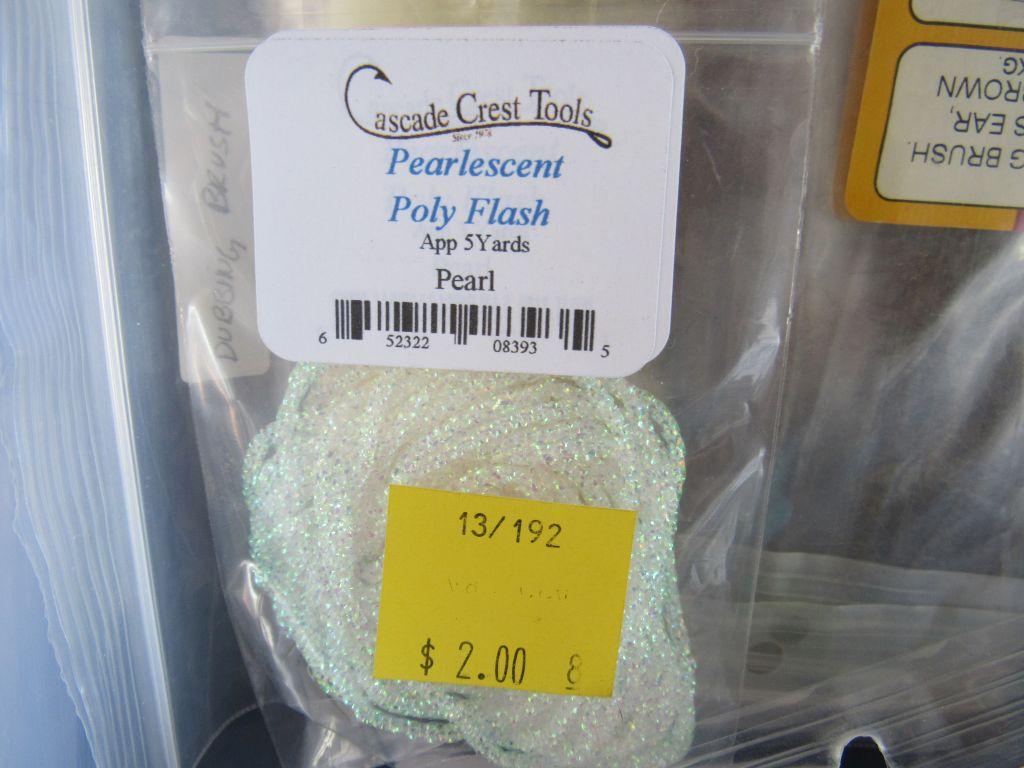 Cascade Crest Tools
Since 1978
Pearlescent
Poly Flash
App 5Yards
Pearl
6 52322 08393 5
13/192
$ 2.00 8
DUBBING BRUSH
G BRUSH.
S EAR,
ROWN
KG.